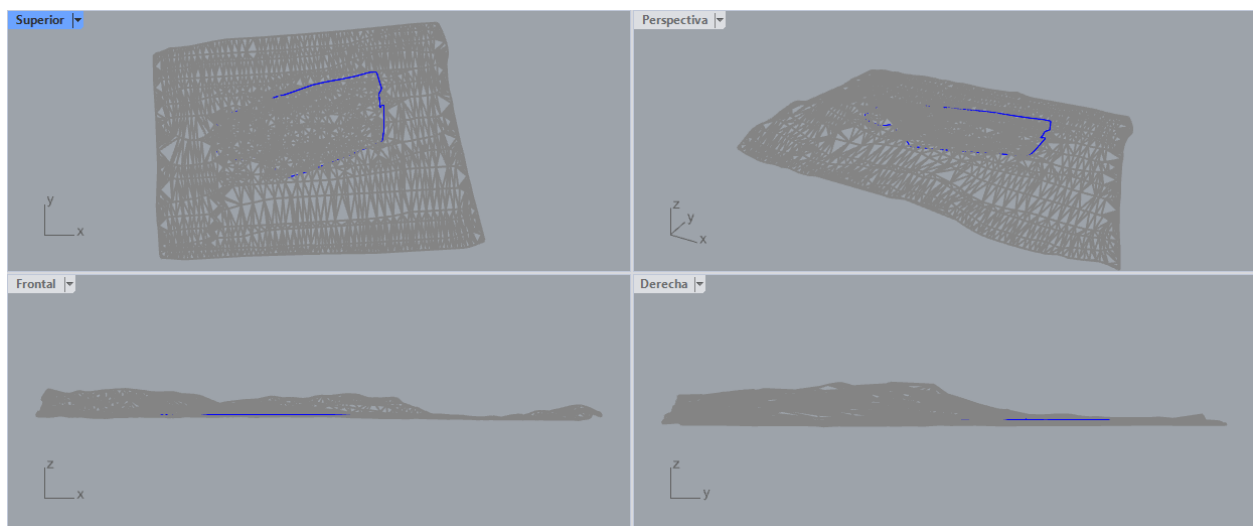 Superior
Perspectiva
y
x
z
y
x
Frontal
Derecha
z
x
z
y